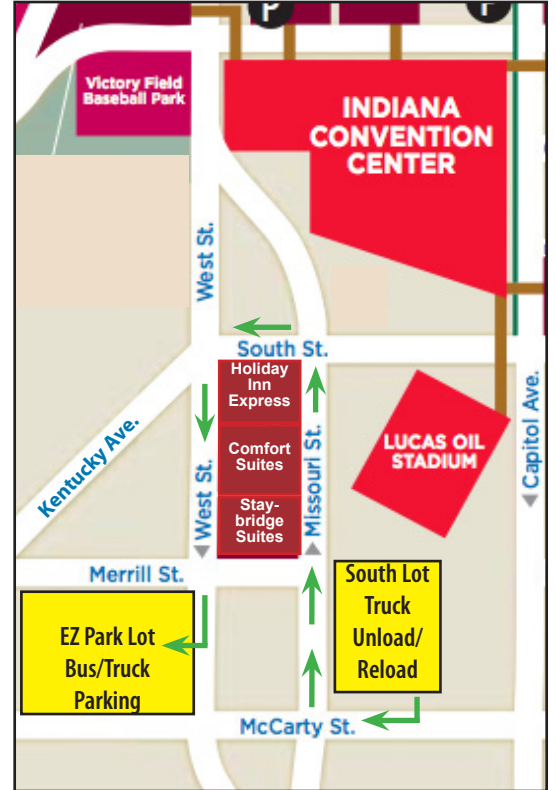 P
Victory Field
Baseball Park
INDIANA
CONVENTION
CENTER
West St.
South St.
Holiday
Inn
Express
Comfort
Suites
Stay-
bridge
Suites
Kentucky Ave.
West St.
Missouri St.
LUCAS OIL
STADIUM
Capitol Ave.
Merrill St.
EZ Park Lot
Bus/Truck
Parking
South Lot
Truck
Unload/
Reload
McCarty St.